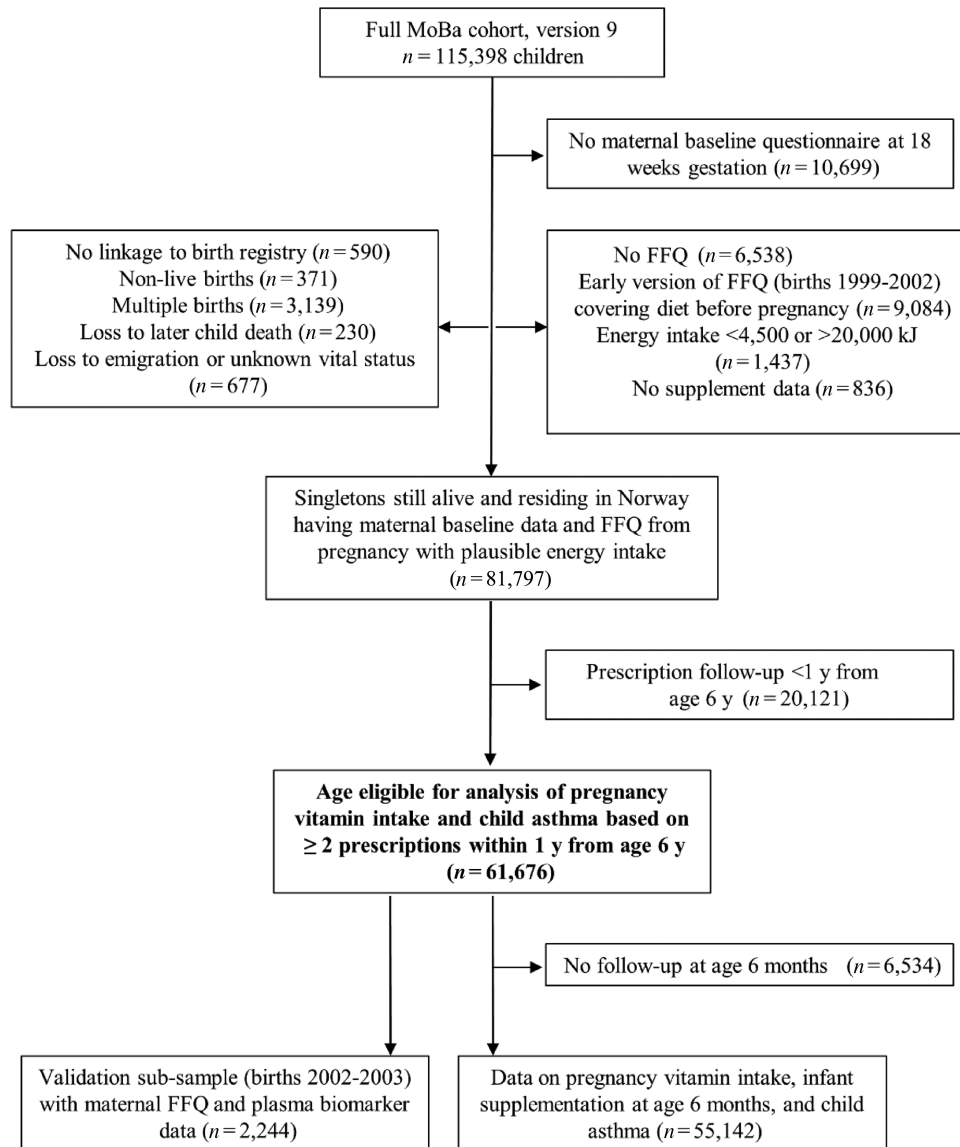 Full MoBa cohort, version 9
n = 115,398 children
No maternal baseline questionnaire at 18
weeks gestation (n = 10,699)
No linkage to birth registry (n = 590)
Non-live births (n = 371)
Multiple births (n = 3,139)
Loss to later child death (n = 230)
Loss to emigration or unknown vital status
(n = 677)
No FFQ (n = 6,538)
Early version of FFQ (births 1999-2002)
covering diet before pregnancy (n = 9,084)
Energy intake <4,500 or >20,000 kJ
(n = 1,437)
No supplement data (n = 836)
Singletons still alive and residing in Norway
having maternal baseline data and FFQ from
pregnancy with plausible energy intake
(n = 81,797)
Prescription follow-up <1 y from
age 6 y (n = 20,121)
Age eligible for analysis of pregnancy
vitamin intake and child asthma based on
≥ 2 prescriptions within 1 y from age 6 y
(n = 61,676)
No follow-up at age 6 months (n = 6,534)
Validation sub-sample (births 2002-2003)
with maternal FFQ and plasma biomarker
data (n = 2,244)
Data on pregnancy vitamin intake, infant
supplementation at age 6 months, and child
asthma (n = 55,142)